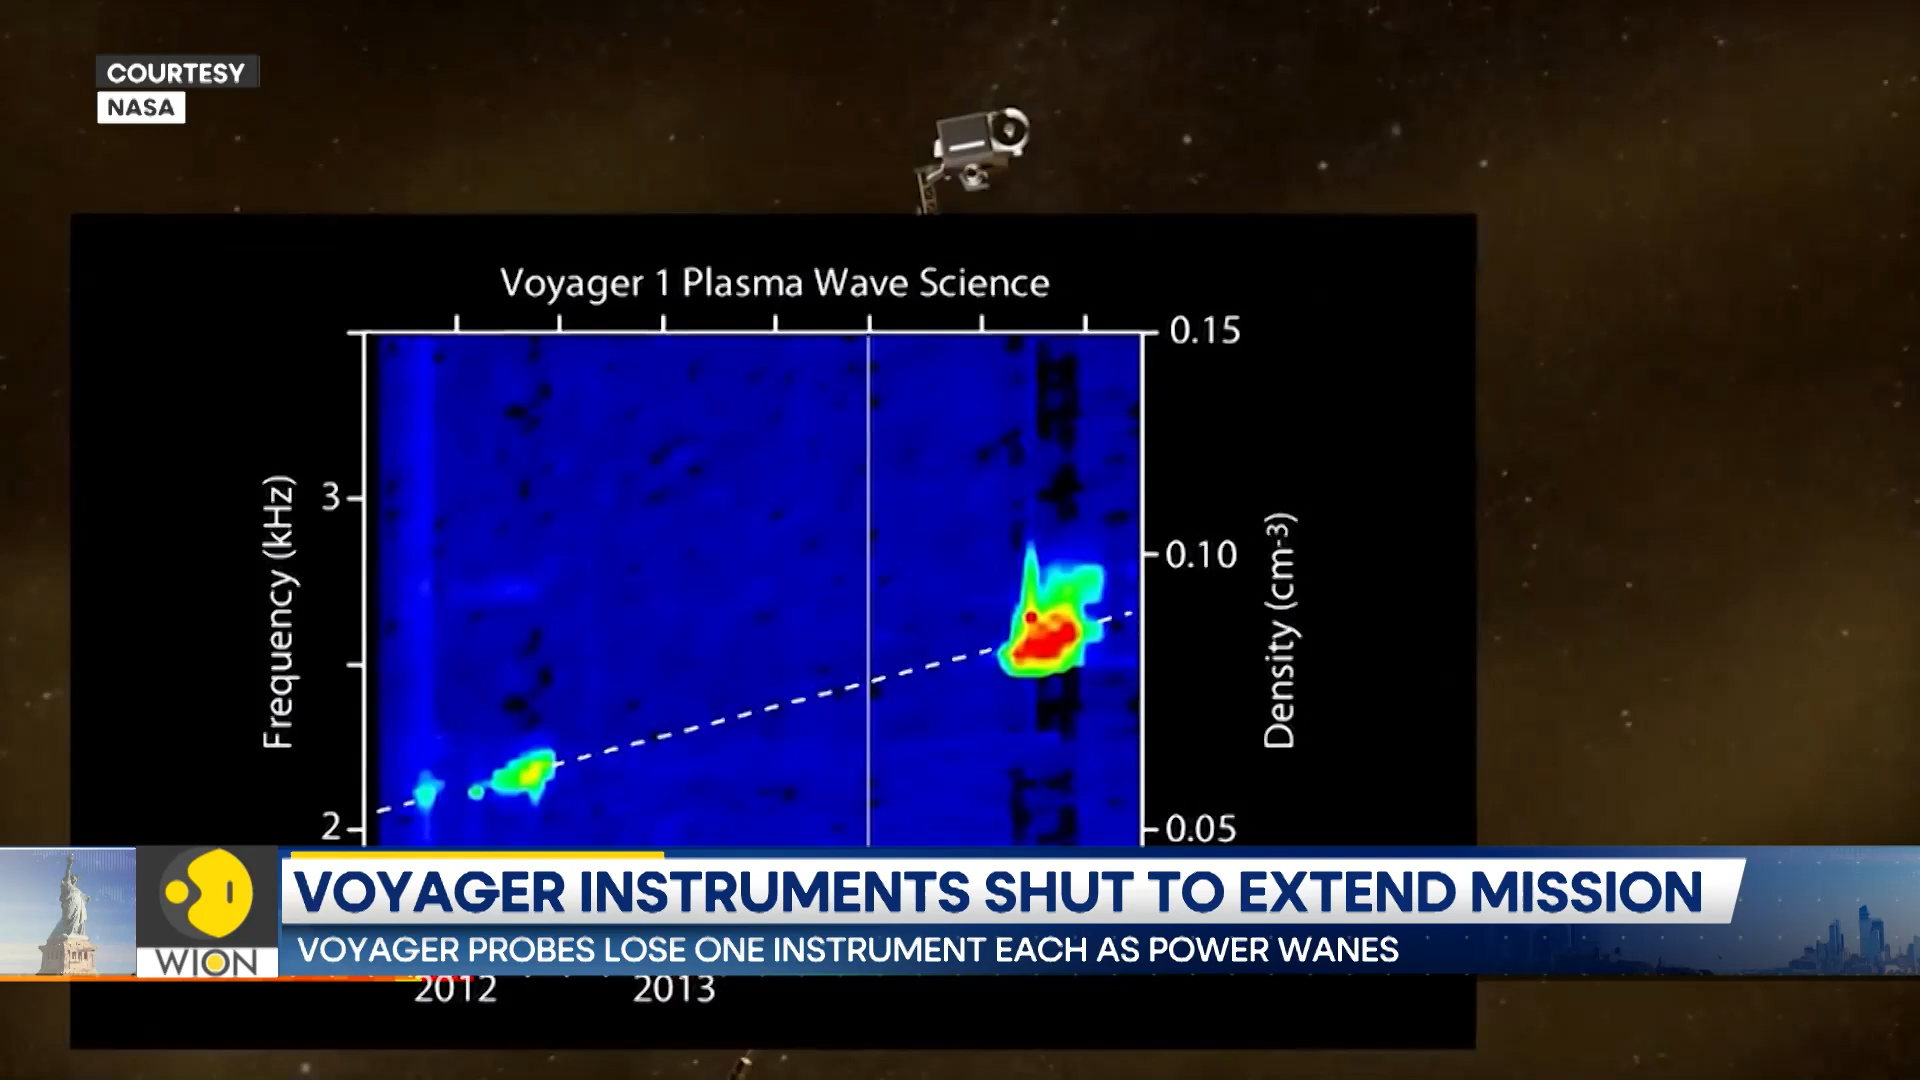 COURTESY
NASA
Voyager 1 Plasma Wave Science
0.15
3
0.10
Frequency (kHz)
Density (cm-3)
2
0.05
VOYAGER INSTRUMENTS SHUT TO EXTEND MISSION
VOYAGER PROBES LOSE ONE INSTRUMENT EACH AS POWER WANES
WION
2012
2013